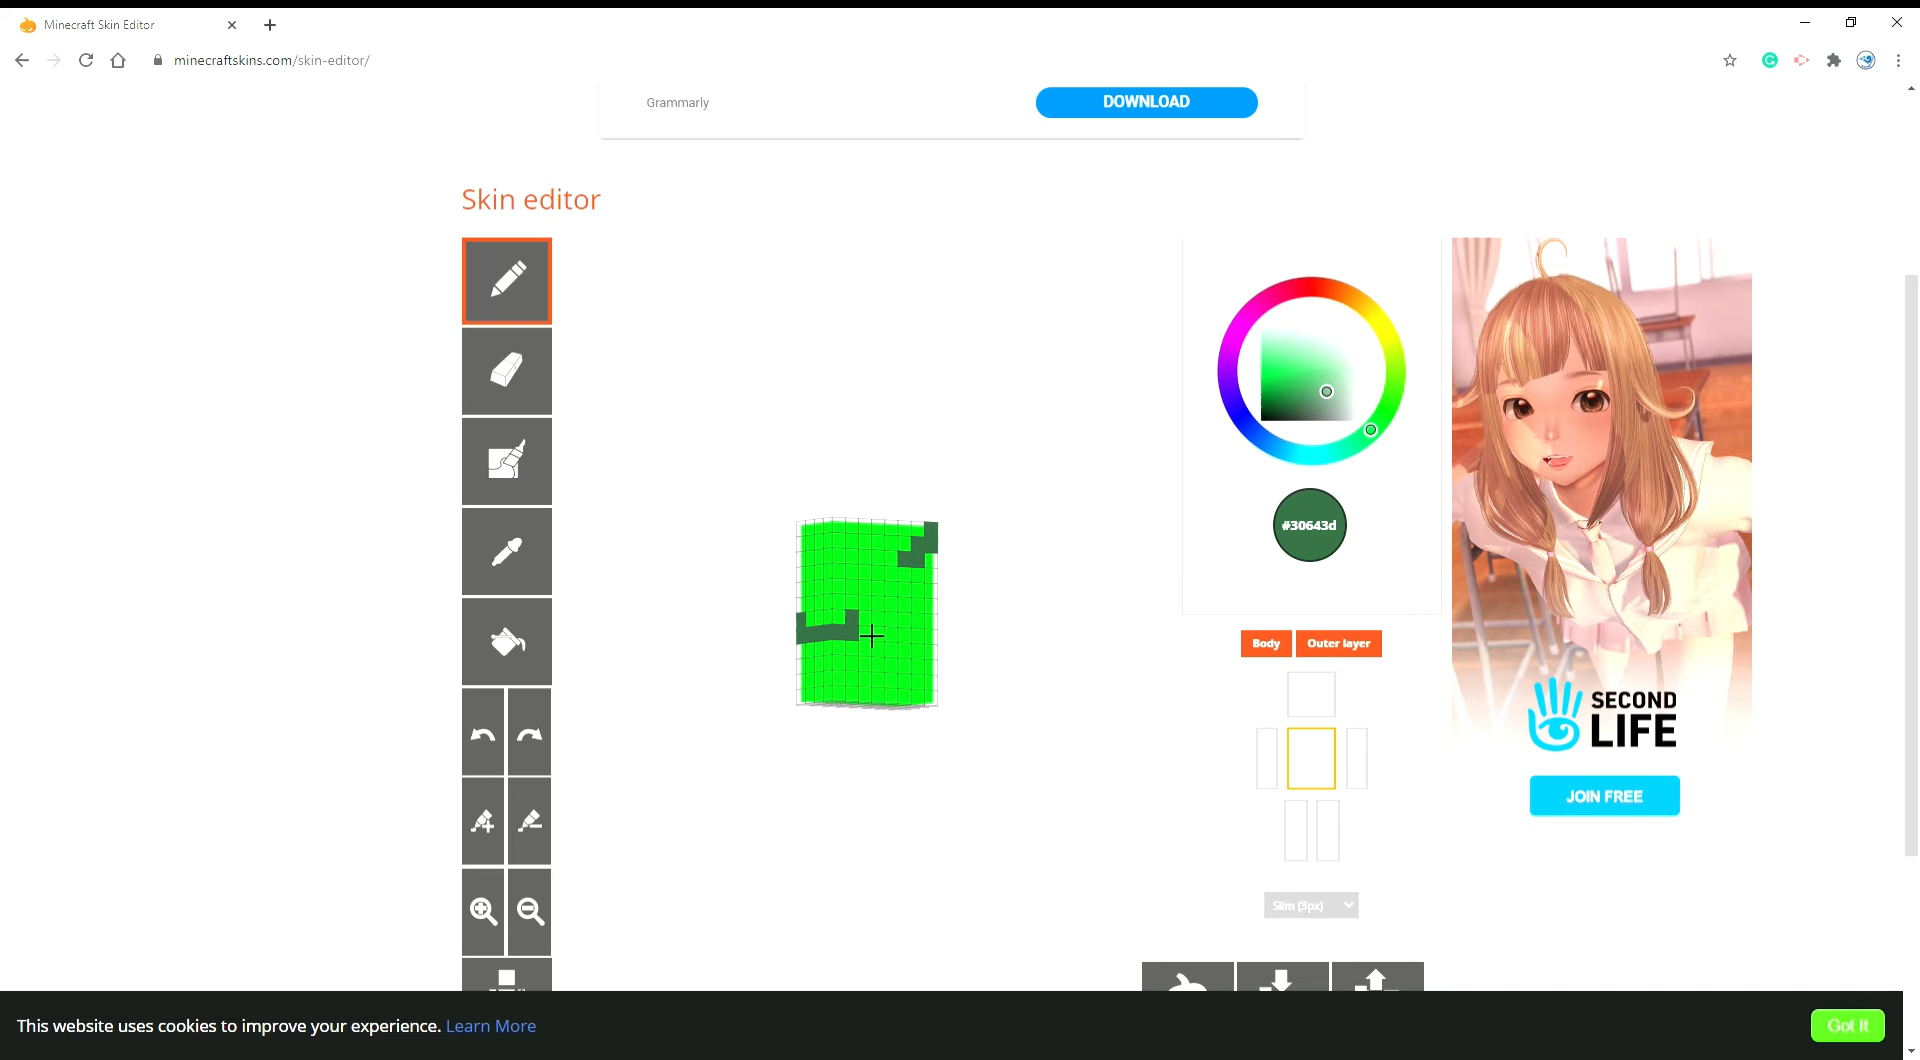 Minecraft Skin Editor
minecraftskins.com/skin-editor/
Grammarly
DOWNLOAD
Skin editor
#30643d
Body
Outer layer
Slim (3px)
SECOND
LIFE
JOIN FREE
This website uses cookies to improve your experience. Learn More
Got It